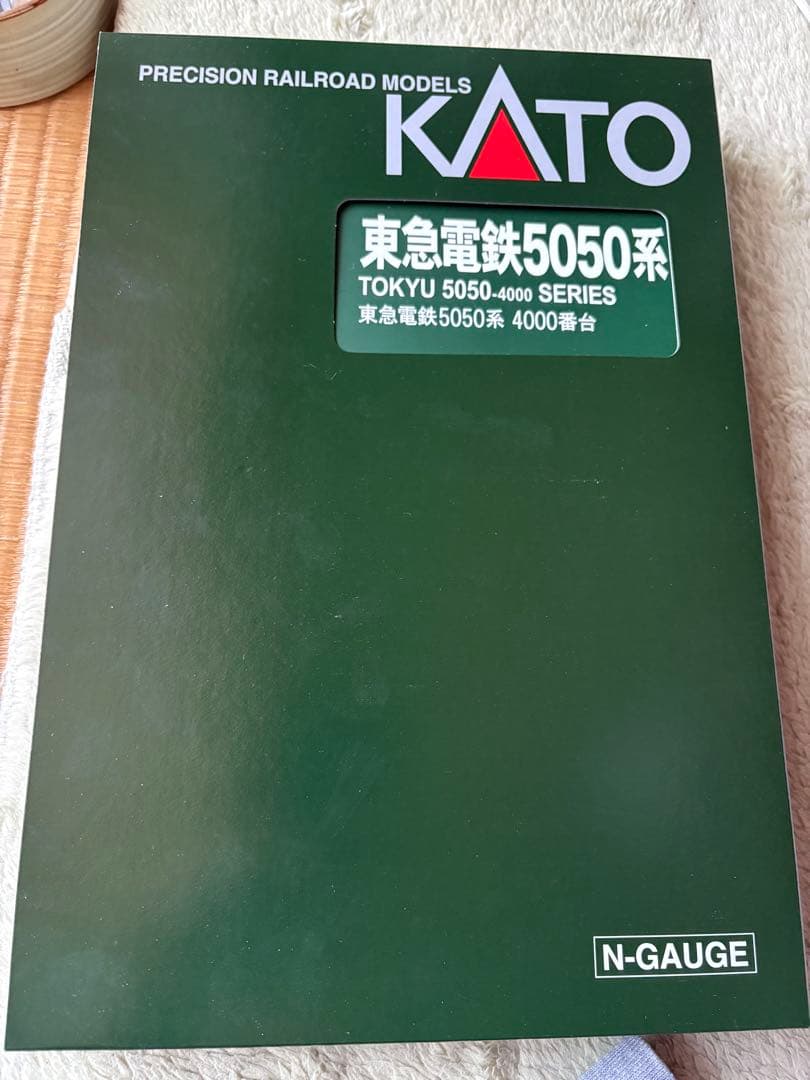 PRECISION RAILROAD MODELS
KATO
東急電鉄5050系
TOKYU 5050-4000 SERIES
東急電鉄5050系 4000番台
N-GAUGE